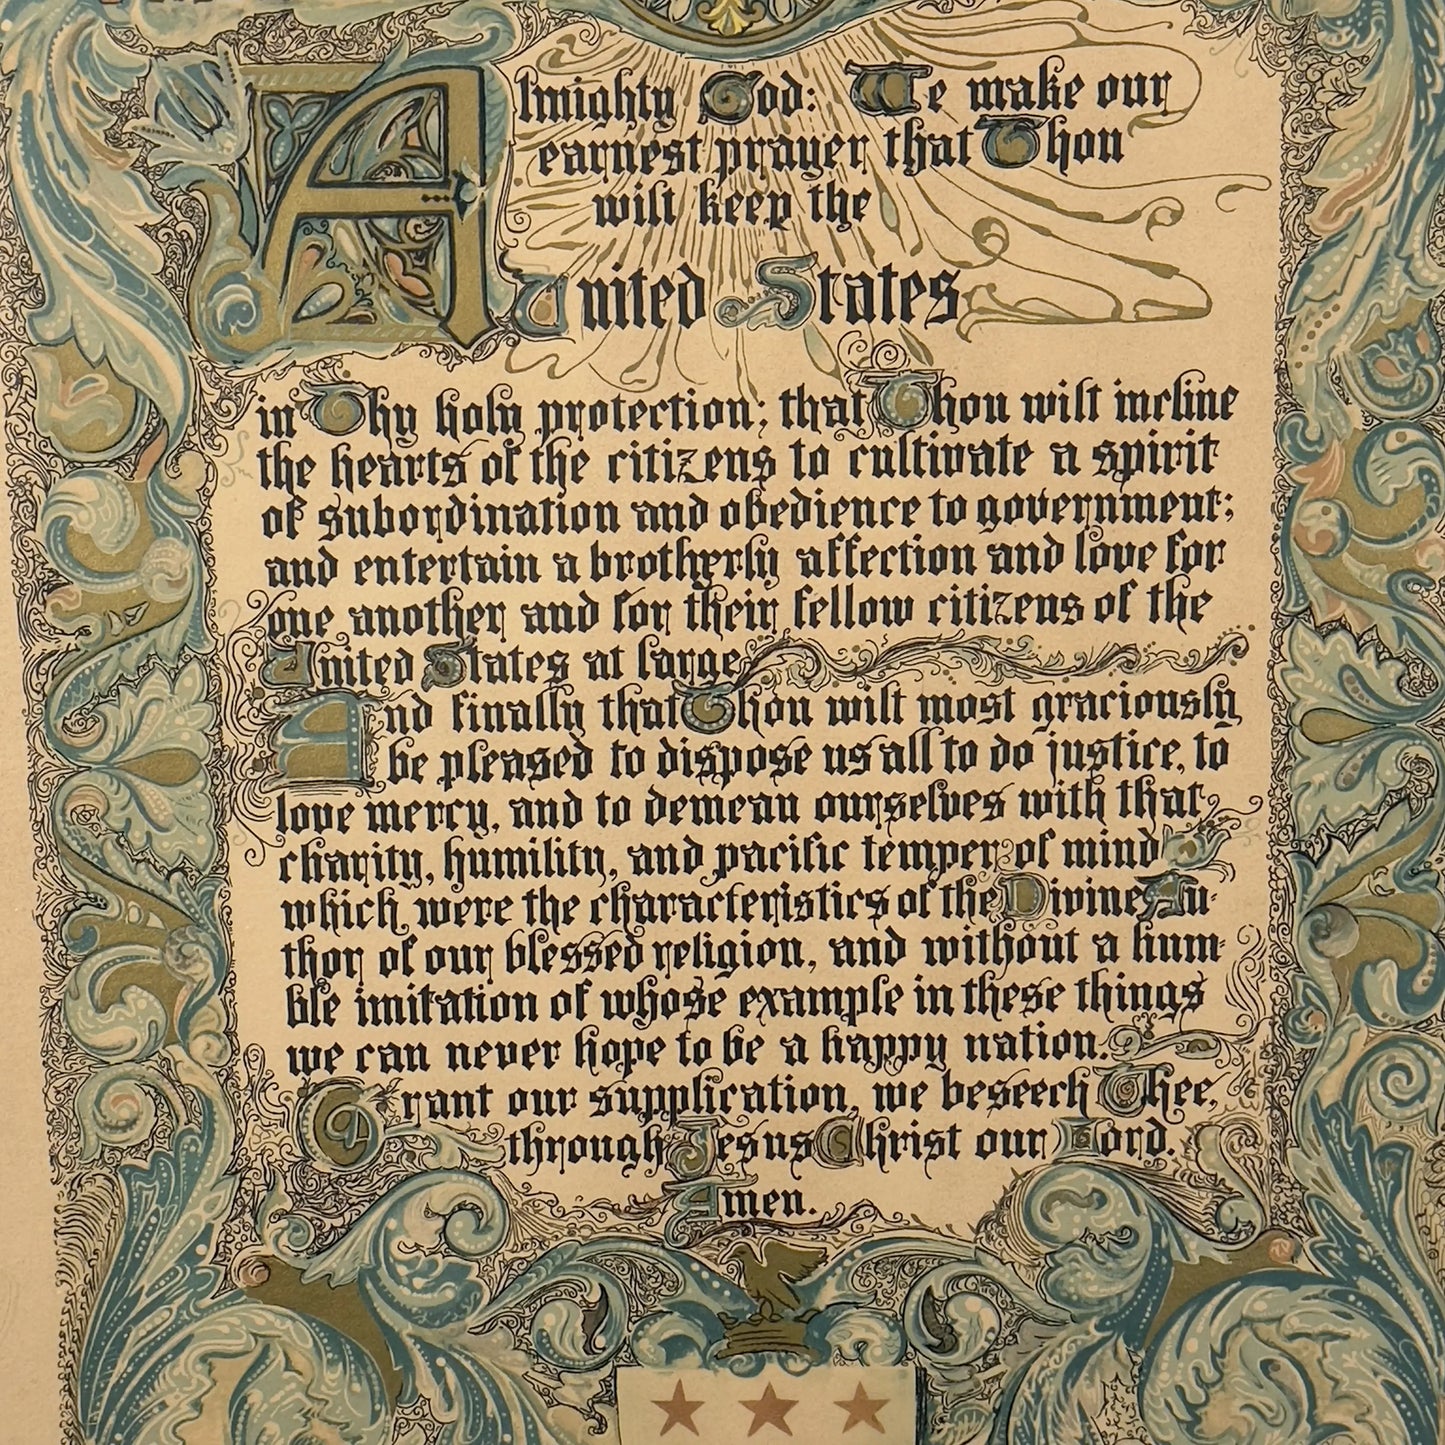 Almighty God: We make our
earnest prayer that Thou
wilt keep the
United States
in Thy holy protection; that Thou wilt incline
the hearts of the citizens to cultivate a spirit
of subordination and obedience to government;
and entertain a brotherly affection and love for
one another and for their fellow citizens of the
United States at large
And finally that Thou wilt most graciously
be pleased to dispose us all to do justice, to
love mercy, and to demean ourselves with that
charity, humility, and pacific temper of mind
which were the characteristics of the Divine Au-
thor of our blessed religion, and without a hum-
ble imitation of whose example in these things
we can never hope to be a happy nation.
Grant our supplication, we beseech Thee,
through Jesus Christ our Lord.
Amen.